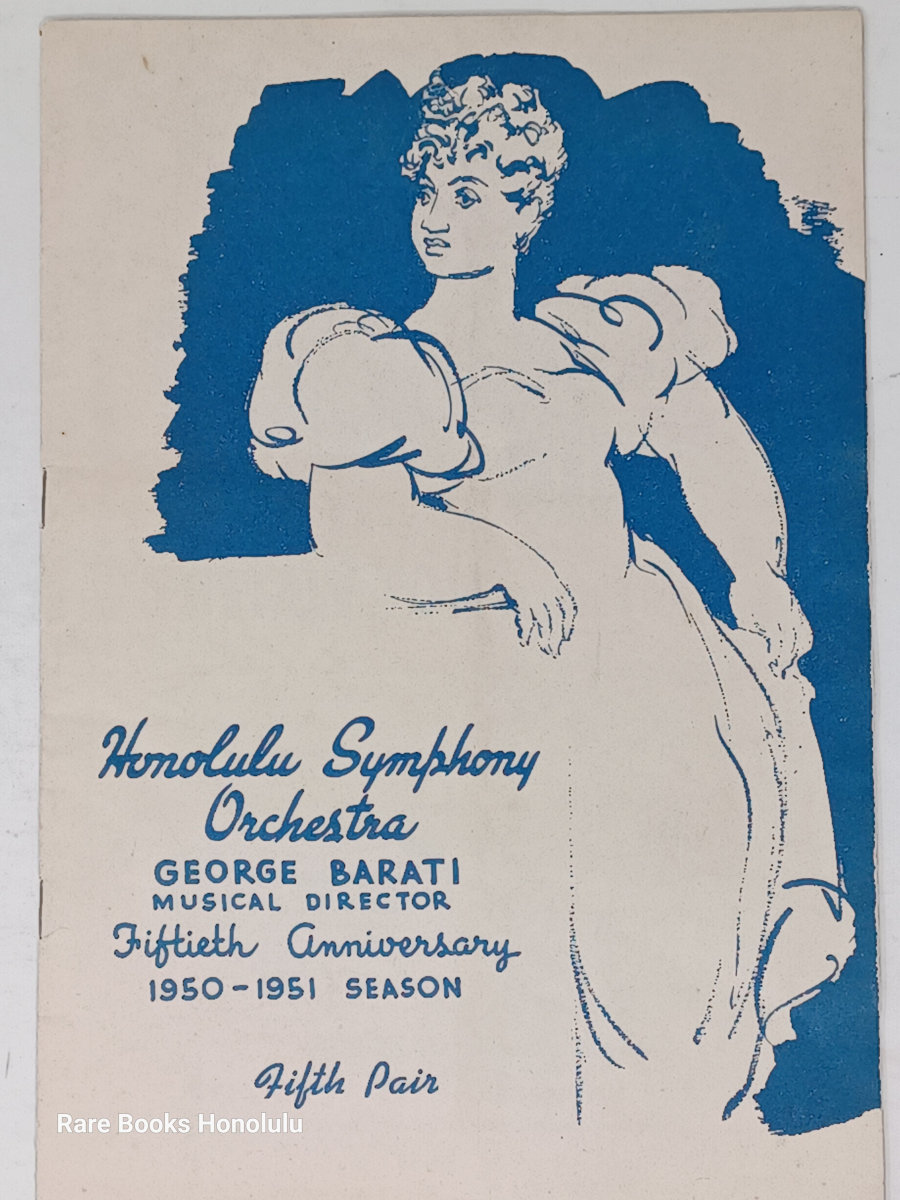 Honolulu Symphony
Orchestra
GEORGE BARATI
MUSICAL DIRECTOR
Fiftieth Anniversary
1950-1951 SEASON
Fifth Pair
Rare Books Honolulu